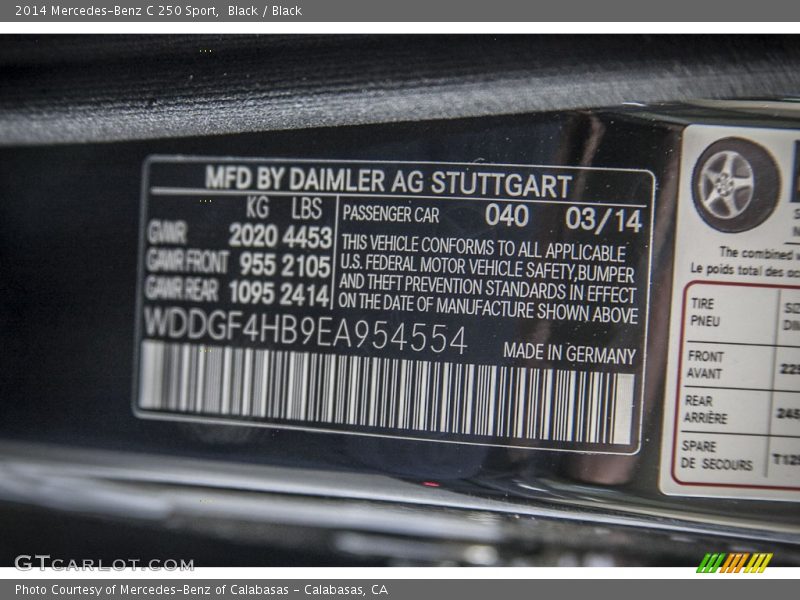 2014 Mercedes-Benz C 250 Sport,  Black / Black
MFD BY DAIMLER AG STUTTGART
KG LBS
GVWR 2020 4453
GAWR FRONT 955 2105
GAWR REAR 1095 2414
PASSENGER CAR 040 03/14
THIS VEHICLE CONFORMS TO ALL APPLICABLE
U.S. FEDERAL MOTOR VEHICLE SAFETY,BUMPER
AND THEFT PREVENTION STANDARDS IN EFFECT
ON THE DATE OF MANUFACTURE SHOWN ABOVE
WDDGF4HB9EA954554
MADE IN GERMANY
The combined
Le poids total des
TIRE
PNEU
FRONT
AVANT
REAR
ARRIÈRE
SPARE
DE SECOURS
GTCARLOT.COM
Photo Courtesy of Mercedes-Benz of Calabasas - Calabasas, CA